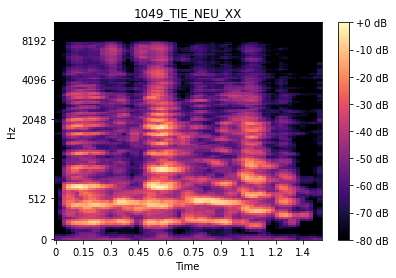 1049_TIE_NEU_XX
Hz
8192
4096
2048
1024
512
0
0 0.15 0.3 0.45 0.6 0.75 0.9 1.1 1.2 1.4
Time
+0 dB
-10 dB
-20 dB
-30 dB
-40 dB
-50 dB
-60 dB
-70 dB
-80 dB